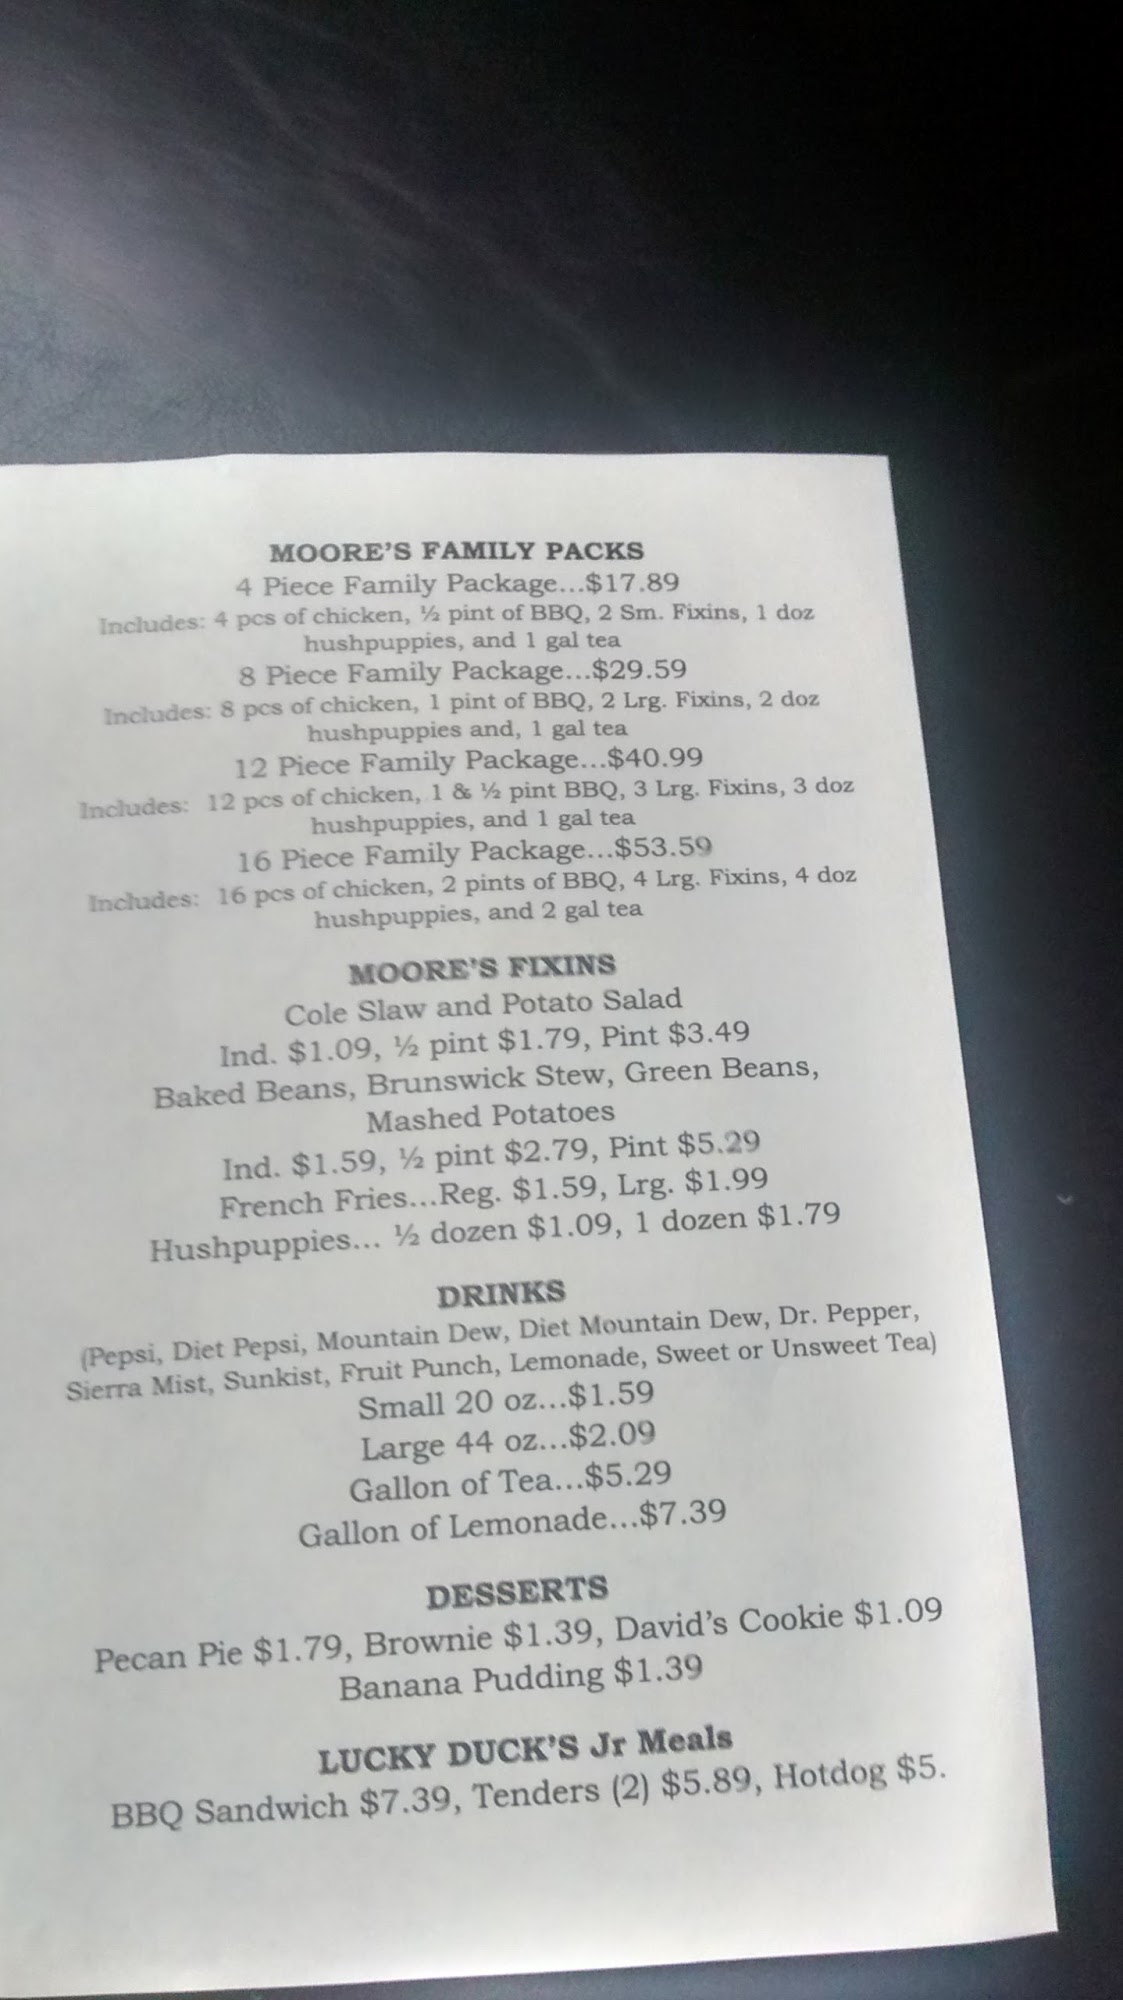 MOORE'S FAMILY PACKS
4 Piece Family Package...$17.89
Includes: 4 pcs of chicken, ½ pint of BBQ, 2 Sm. Fixins, 1 doz
hushpuppies, and 1 gal tea
8 Piece Family Package...$29.59
Includes: 8 pcs of chicken, 1 pint of BBQ, 2 Lrg. Fixins, 2 doz
hushpuppies and, 1 gal tea
12 Piece Family Package...$40.99
Includes: 12 pcs of chicken, 1 & ½ pint BBQ, 3 Lrg. Fixins, 3 doz
hushpuppies, and 1 gal tea
16 Piece Family Package...$53.59
Includes: 16 pcs of chicken, 2 pints of BBQ, 4 Lrg. Fixins, 4 doz
hushpuppies, and 2 gal tea
MOORE'S FIXINS
Cole Slaw and Potato Salad
Ind. $1.09, ½ pint $1.79, Pint $3.49
Baked Beans, Brunswick Stew, Green Beans,
Mashed Potatoes
Ind. $1.59, ½ pint $2.79, Pint $5.29
French Fries...Reg. $1.59, Lrg. $1.99
Hushpuppies... ½ dozen $1.09, 1 dozen $1.79
DRINKS
(Pepsi, Diet Pepsi, Mountain Dew, Diet Mountain Dew, Dr. Pepper,
Sierra Mist, Sunkist, Fruit Punch, Lemonade, Sweet or Unsweet Tea)
Small 20 oz...$1.59
Large 44 oz...$2.09
Gallon of Tea...$5.29
Gallon of Lemonade...$7.39
DESSERTS
Pecan Pie $1.79, Brownie $1.39, David's Cookie $1.09
Banana Pudding $1.39
LUCKY DUCK'S Jr Meals
BBQ Sandwich $7.39, Tenders (2) $5.89, Hotdog $5.